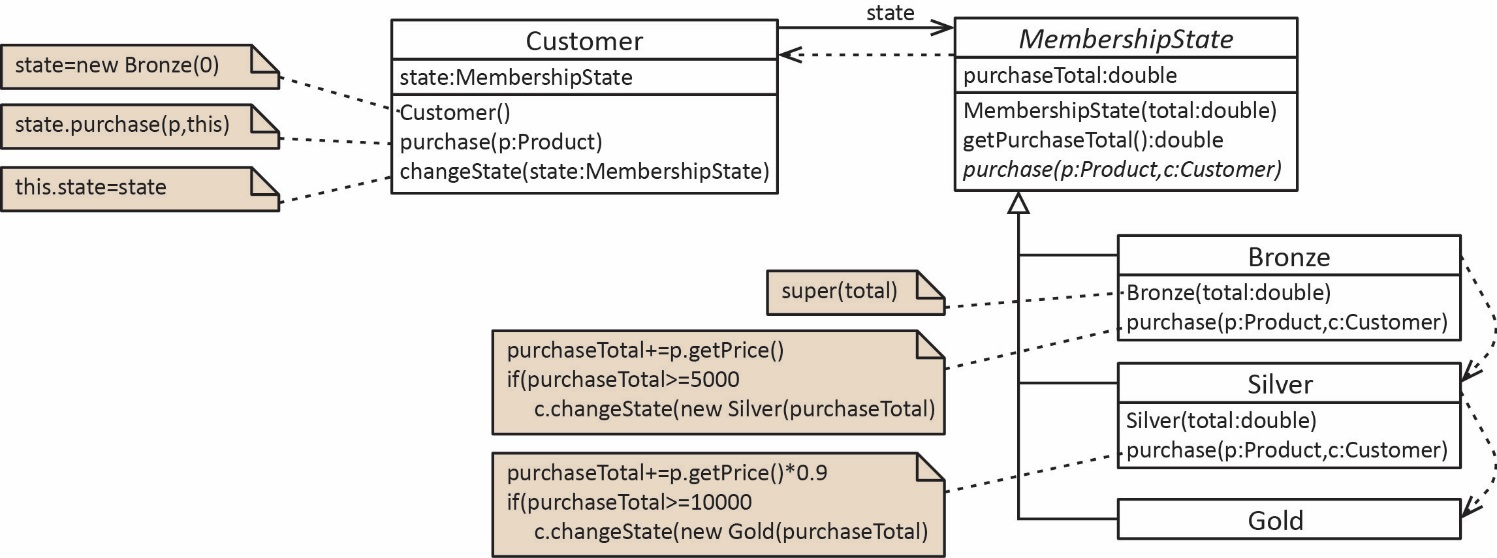 state
Customer
state:MembershipState
Customer()
purchase(p:Product)
changeState(state:MembershipState)
state=new Bronze(0)
state.purchase(p,this)
this.state=state
MembershipState
purchaseTotal:double
MembershipState(total:double)
getPurchaseTotal():double
purchase(p:Product,c:Customer)
Bronze
Bronze(total:double)
purchase(p:Product,c:Customer)
super(total)
purchaseTotal+=p.getPrice()
if(purchaseTotal>=5000
c.changeState(new Silver(purchaseTotal)
Silver
Silver(total:double)
purchase(p:Product,c:Customer)
purchaseTotal+=p.getPrice()*0.9
if(purchaseTotal>=10000
c.changeState(new Gold(purchaseTotal)
Gold